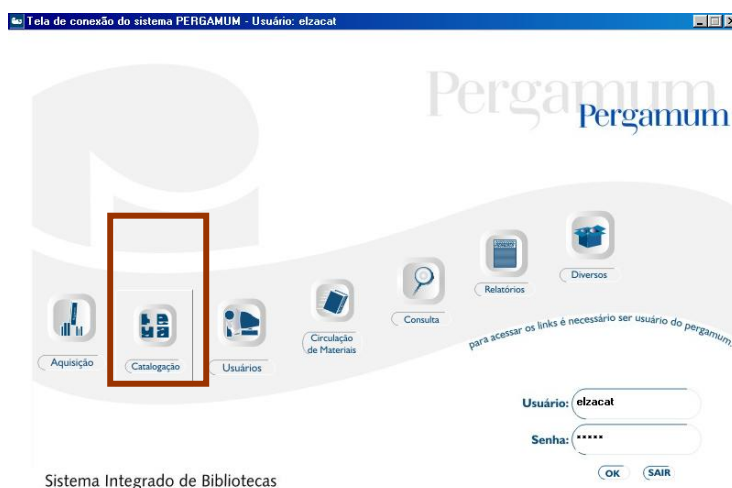 Tela de conexão do sistema PERGAMUM - Usuário: elzacat
Pergamum
Pergamum
Diversos
Relatórios
Consulta
Circulação
de Materiais
Aquisição
Catalogação
Usuários
para acessar os links é necessário ser usuário do pergamum.
Usuário: elzacat
Senha: *****
OK SAIR
Sistema Integrado de Bibliotecas